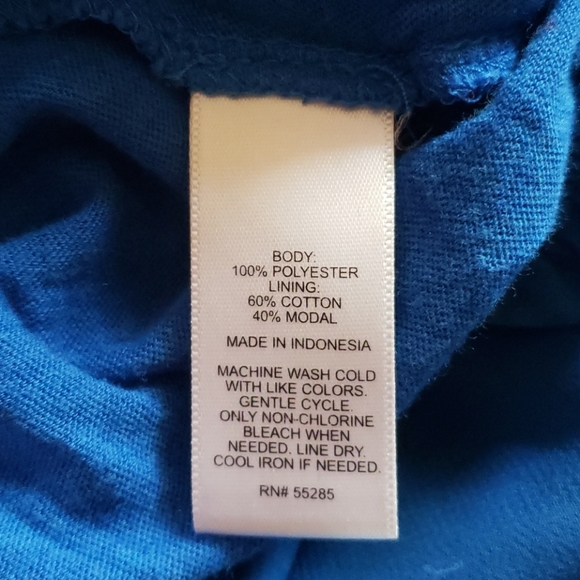 BODY:
100% POLYESTER
LINING:
60% COTTON
40% MODAL
MADE IN INDONESIA
MACHINE WASH COLD
WITH LIKE COLORS.
GENTLE CYCLE.
ONLY NON-CHLORINE
BLEACH WHEN
NEEDED. LINE DRY.
COOL IRON IF NEEDED.
RN# 55285